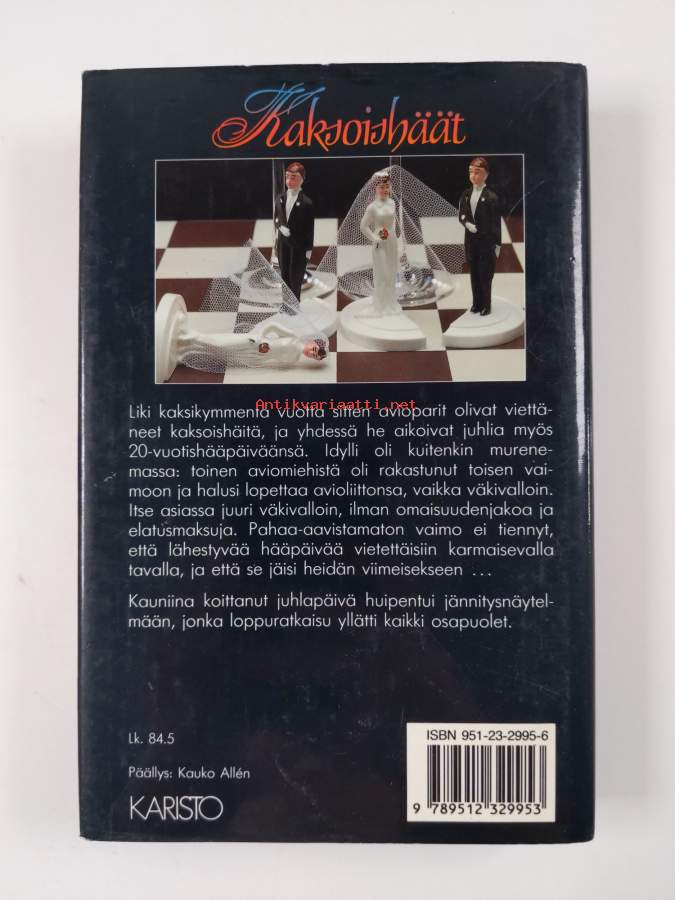 Kaksoishäät
Antikvariaatti.net
Liki kaksikymmentä vuotta sitten avioparit olivat viettä-
neet kaksoishäitä, ja yhdessä he aikoivat juhlia myös
20-vuotishääpäiväänsä. Idylli oli kuitenkin murene-
massa: toinen aviomiehistä oli rakastunut toisen vai-
moon ja halusi lopettaa avioliittonsa, vaikka väkivalloin.
Itse asiassa juuri väkivalloin, ilman omaisuudenjakoa ja
elatusmaksuja. Pahaa-aavistamaton vaimo ei tiennyt,
että lähestyvää hääpäivää vietettäisiin karmaisevalla
tavalla, ja että se jäisi heidän viimeisekseen ...
Kauniina koittanut juhlapäivä huipentui jännitysnäytel-
mään, jonka loppuratkaisu yllätti kaikki osapuolet.
Lk. 84.5
Päällys: Kauko Allén
KARISTO
ISBN 951-23-2995-6
9 789512 329953